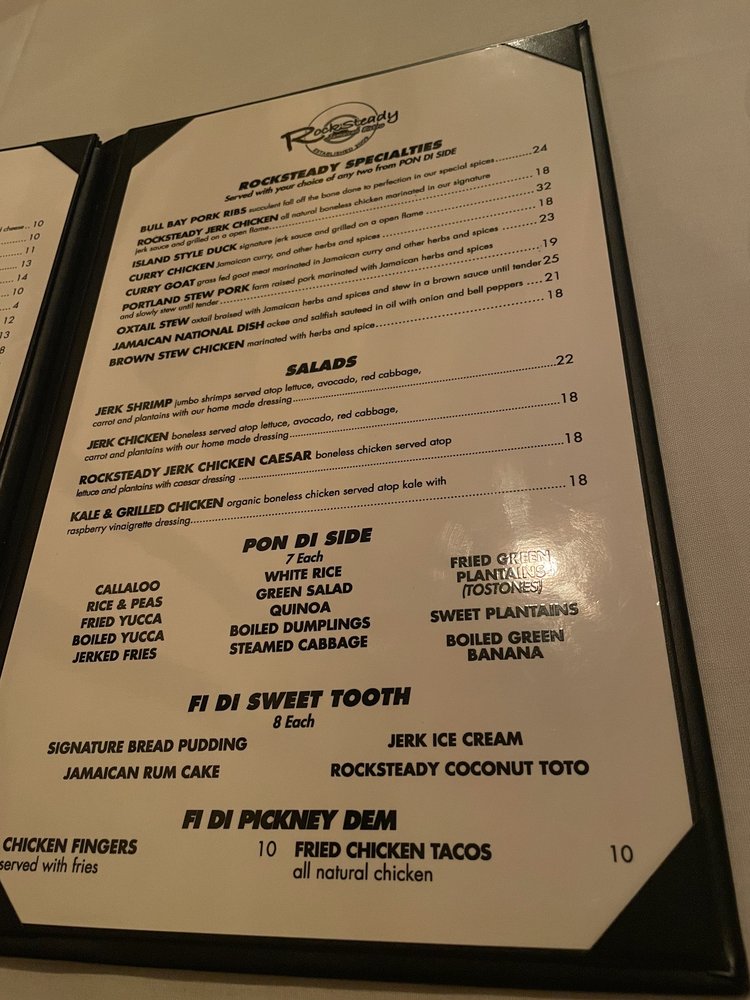 d cheese... 10
10
11
13
14
10
4
12
13
8
RockSteady
ESTABLISHED
ROCKSTEADY SPECIALTIES
Served with your choice of any two from PON DI SIDE
BULL BAY PORK RIBS succulent fall off the bone done to perfection in our special spices..........24
ROCKSTEADY JERK CHICKEN all natural boneless chicken marinated in our signature
jerk sauce and grilled on a open flame.......... 18
ISLAND STYLE DUCK signature jerk sauce and grilled on a open flame .......... 32
CURRY CHICKEN Jamaican curry, and other herbs and spices .......... 18
CURRY GOAT grass fed goat meat marinated in Jamaican curry and other herbs and spices .......... 23
PORTLAND STEW PORK farm raised pork marinated with Jamaican herbs and spices
and slowly stew until tender.......... 19
OXTAIL STEW oxtail braised with Jamaican herbs and spices and stew in a brown sauce until tender 25
JAMAICAN NATIONAL DISH ackee and saltfish sauteed in oil with onion and bell peppers .... 21
BROWN STEW CHICKEN marinated with herbs and spice.......... 18
SALADS
JERK SHRIMP jumbo shrimps served atop lettuce, avocado, red cabbage,
carrot and plantains with our home made dressing..........22
JERK CHICKEN boneless served atop lettuce, avocado, red cabbage,
carrot and plantains with our home made dressing.......... 18
ROCKSTEADY JERK CHICKEN CAESAR boneless chicken served atop
lettuce and plantains with caesar dressing .......... 18
KALE & GRILLED CHICKEN organic boneless chicken served atop kale with
raspberry vinaigrette dressing.......... 18
PON DI SIDE
7 Each
CALLALOO
RICE & PEAS
FRIED YUCCA
BOILED YUCCA
JERKED FRIES
WHITE RICE
GREEN SALAD
QUINOA
BOILED DUMPLINGS
STEAMED CABBAGE
FRIED GREEN
PLANTAINS
(TOSTONES)
SWEET PLANTAINS
BOILED GREEN
BANANA
FI DI SWEET TOOTH
8 Each
SIGNATURE BREAD PUDDING
JAMAICAN RUM CAKE
JERK ICE CREAM
ROCKSTEADY COCONUT TOTO
FI DI PICKNEY DEM
CHICKEN FINGERS 10
served with fries
FRIED CHICKEN TACOS 10
all natural chicken